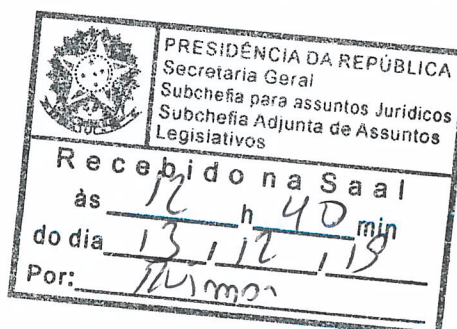 PRESIDÊNCIA DA REPÚBLICA
Secretaria Geral
Subchefia para assuntos Jurídicos
Subchefia Adjunta de Assuntos
Legislativos
Recebido na Saal
às 12 h 40 min
do dia 13 / 12 / 19
Por: